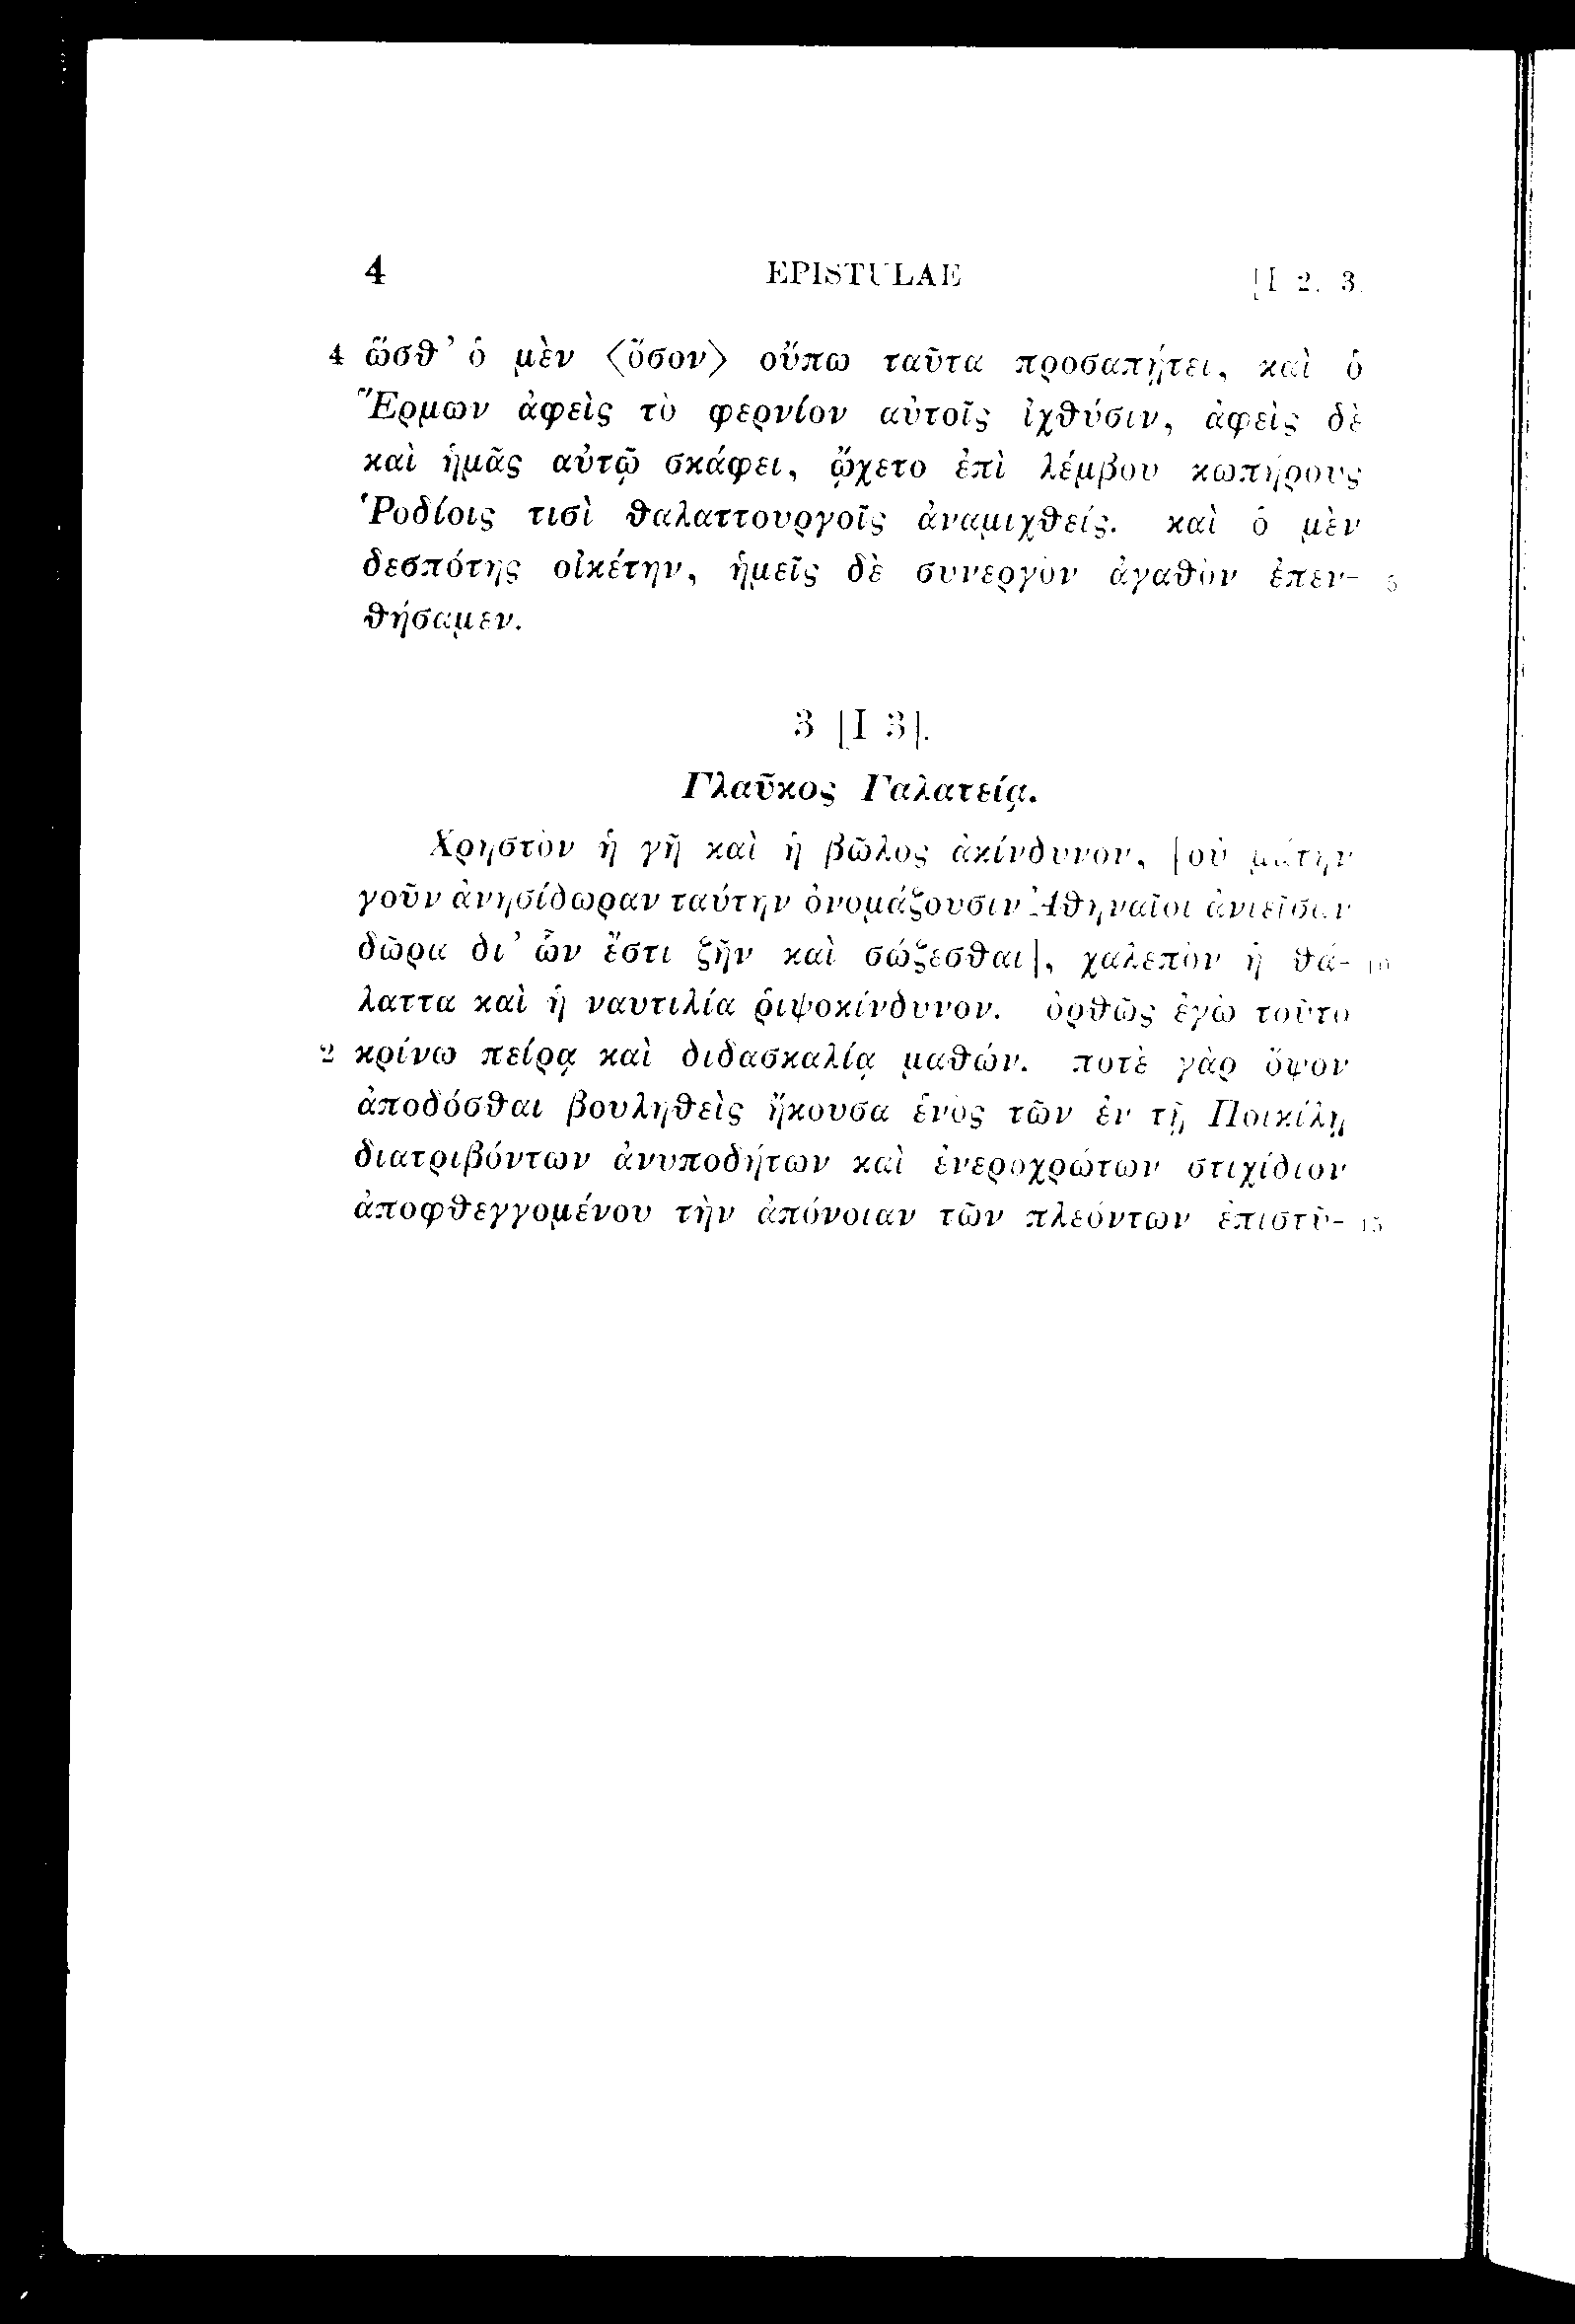 4 EPISTULAE [I 2. 3.
4 ὥσθ’ ὁ μὲν ⟨ὅσον⟩ οὔπω ταῦτα προσαπῄτει, καὶ ὁ
Ἕρμων ἀφεὶς τὸ φερνίον αὐτοῖς ἰχθύσιν, ἀφεὶς δὲ
καὶ ἡμᾶς αὐτῷ σκάφει, ᾤχετο ἐπὶ λέμβου κωπήρους
Ῥοδίοις τισὶ θαλαττουργοῖς ἀναμιχθείς. καὶ ὁ μὲν
δεσπότης οἰκέτην, ἡμεῖς δὲ συνεργὸν ἀγαθὸν ἐπεν- 5
θήσαμεν.
3 [I 3].
Γλαῦκος Γαλατείᾳ.
Χρηστὸν ἡ γῆ καὶ ἡ βῶλος ἀκίνδυνον, [οὐ μάτην
γοῦν ἀνησίδωραν ταύτην ὀνομάζουσιν Ἀθηναῖοι ἀνιεῖσαν
δῶρα δι’ ὧν ἔστι ζῆν καὶ σώζεσθαι], χαλεπὸν ἡ θά- 10
λαττα καὶ ἡ ναυτιλία ῥιψοκίνδυνον. ὀρθῶς ἐγὼ τοῦτο
2 κρίνω πείρᾳ καὶ διδασκαλίᾳ μαθών. ποτὲ γὰρ ὄψον
ἀποδόσθαι βουληθεὶς ἤκουσα ἑνὸς τῶν ἐν τῇ Ποικίλῃ
διατριβόντων ἀνυποδήτων καὶ ἐνεροχρώτων στιχίδιον
ἀποφθεγγομένου τὴν ἀπόνοιαν τῶν πλεόντων ἐπιστύ- 15